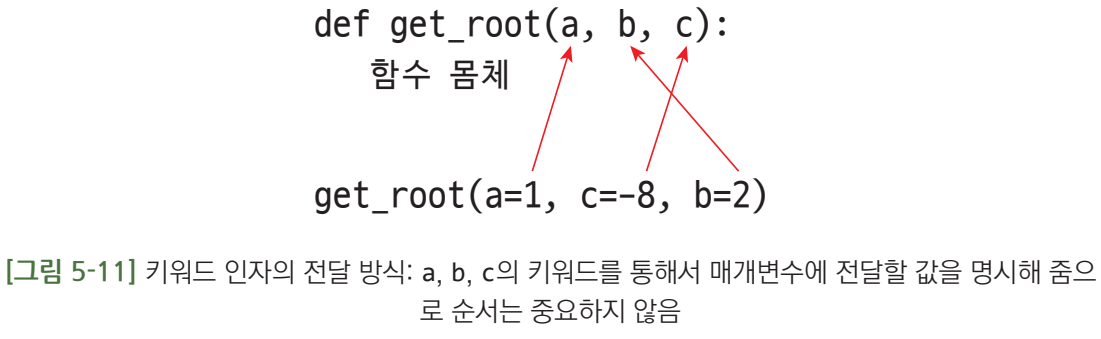 def get_root(a, b, c):
함수 몸체
get_root(a=1, c=-8, b=2)
[그림 5-11] 키워드 인자의 전달 방식: a, b, c의 키워드를 통해서 매개변수에 전달할 값을 명시해 줌으
로 순서는 중요하지 않음